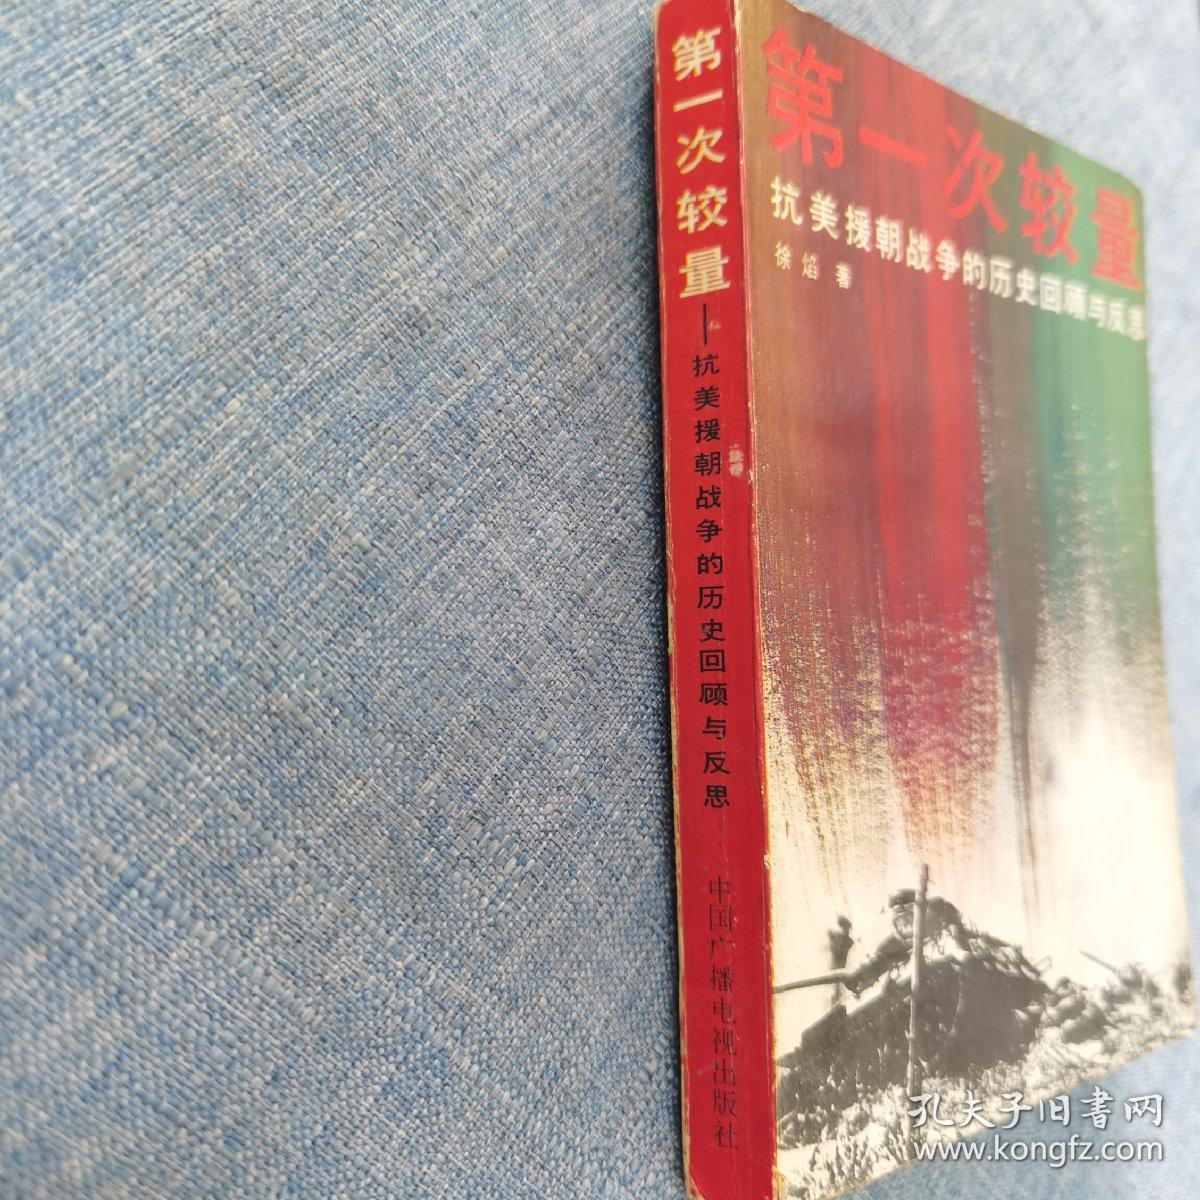 第一次较量
——抗美援朝战争的历史回顾与反思
中国广播电视出版社
第一次较量
抗美援朝战争的历史回顾与反思
徐焰 著
孔夫子旧书网
www.kongfz.com